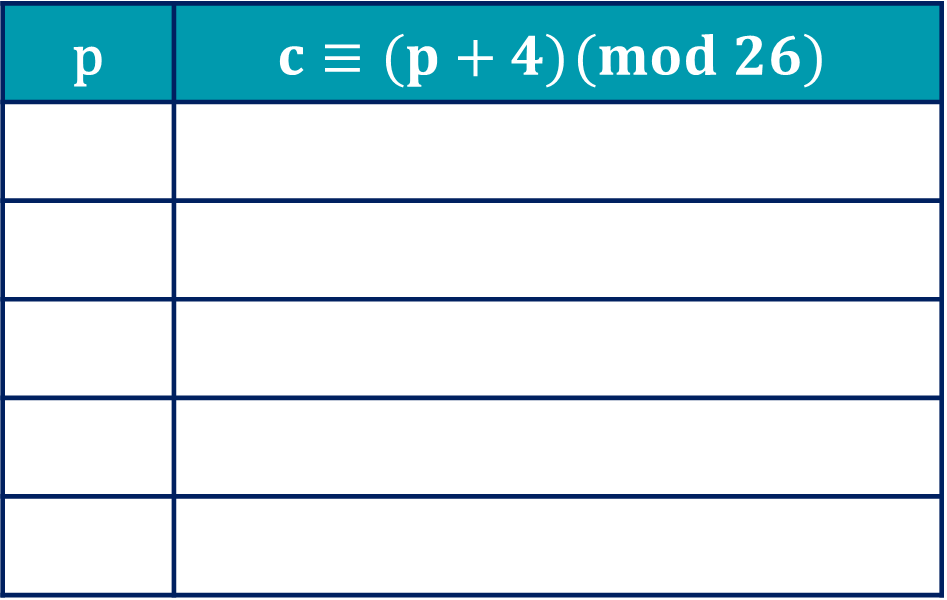 p c ≡ (p + 4)(mod 26)